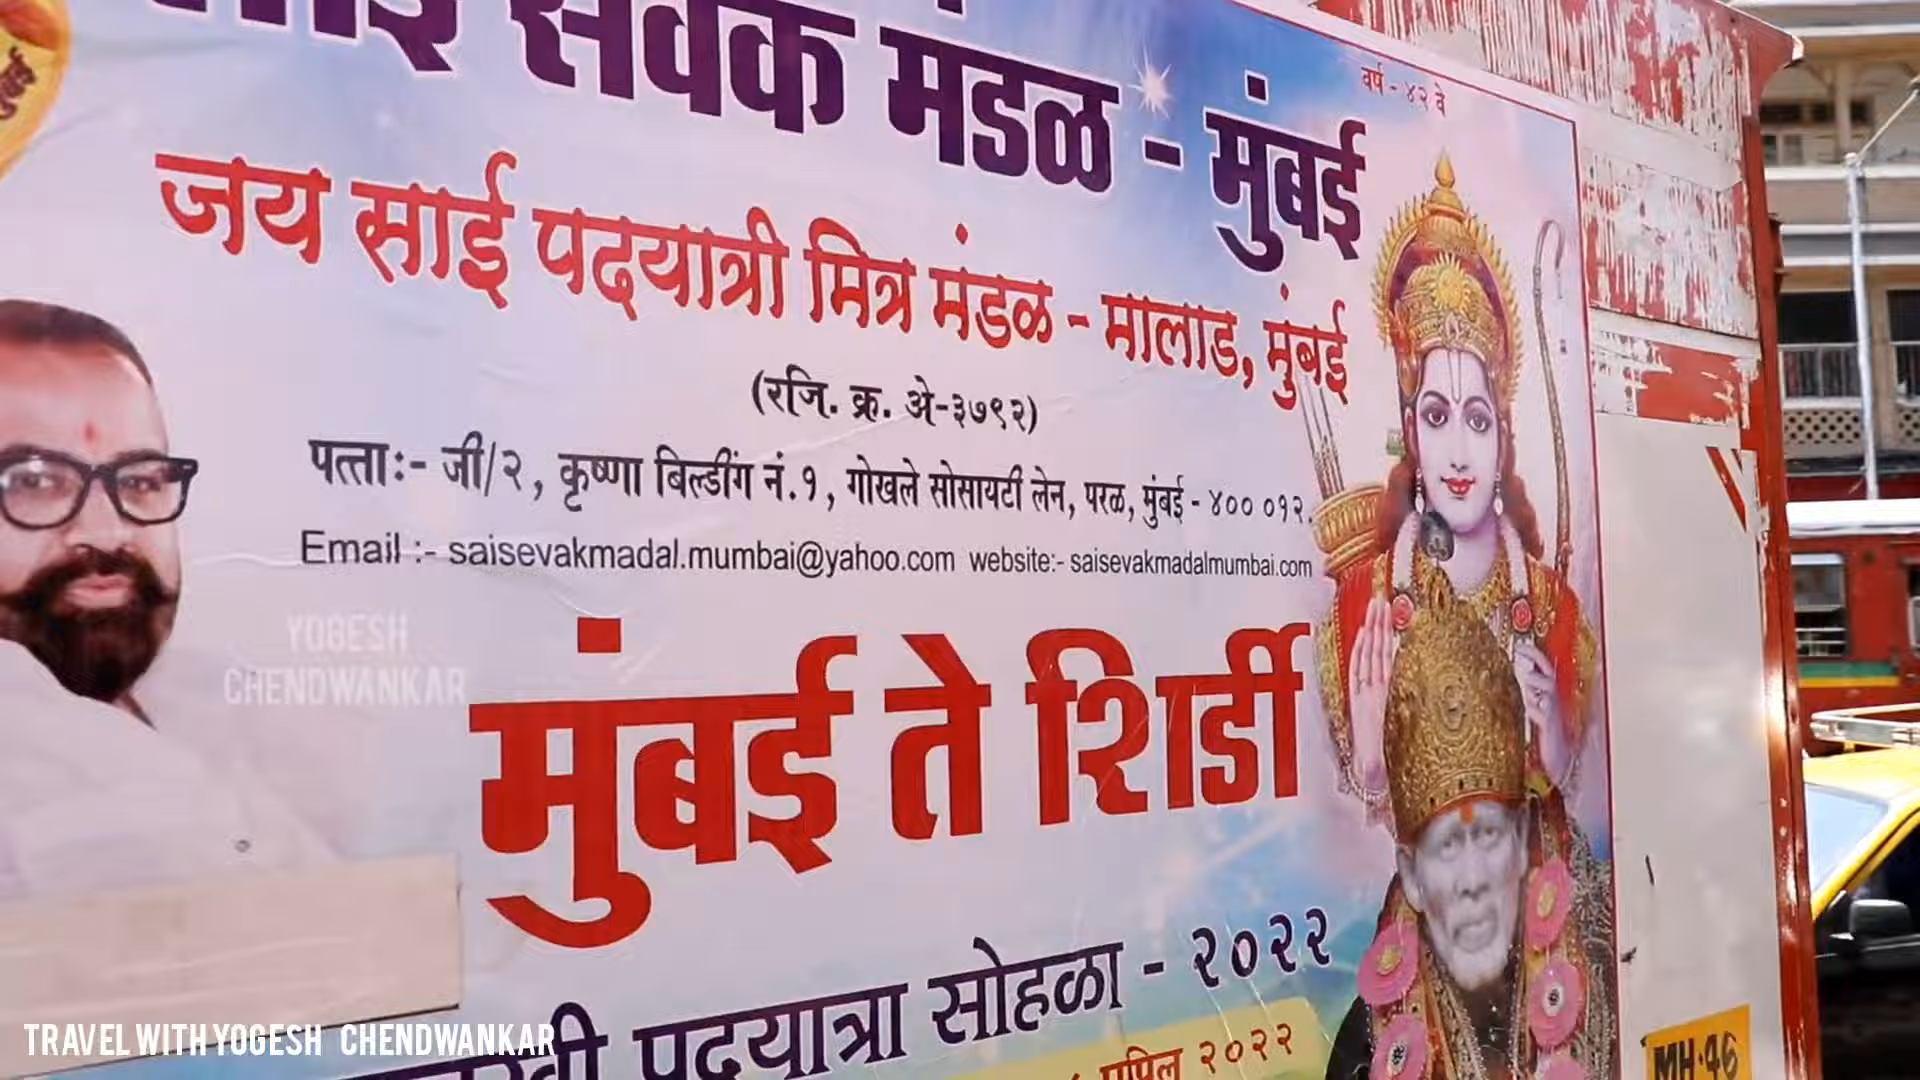 साई सेवक मंडळ - मुंबई
वर्ष - ४२ वे
जय साई पदयात्री मित्र मंडळ - मालाड, मुंबई
(रजि. क्र. अे-३७९२)
पत्ताः- जी/२, कृष्णा बिल्डींग नं.१, गोखले सोसायटी लेन, परळ, मुंबई - ४०० ०१२.
Email :- saisevakmadal.mumbai@yahoo.com website:- saisevakmadalmumbai.com
YOGESH
CHENDWANKAR
मुंबई ते शिर्डी
पदयात्रा सोहळा - २०२२
एप्रिल २०२२
TRAVEL WITH YOGESH CHENDWANKAR
MH-46